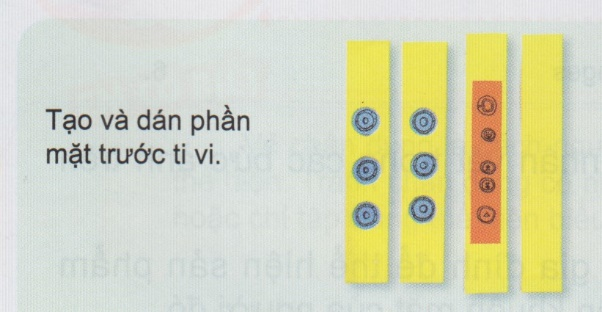 Tạo và dán phần
mặt trước ti vi.